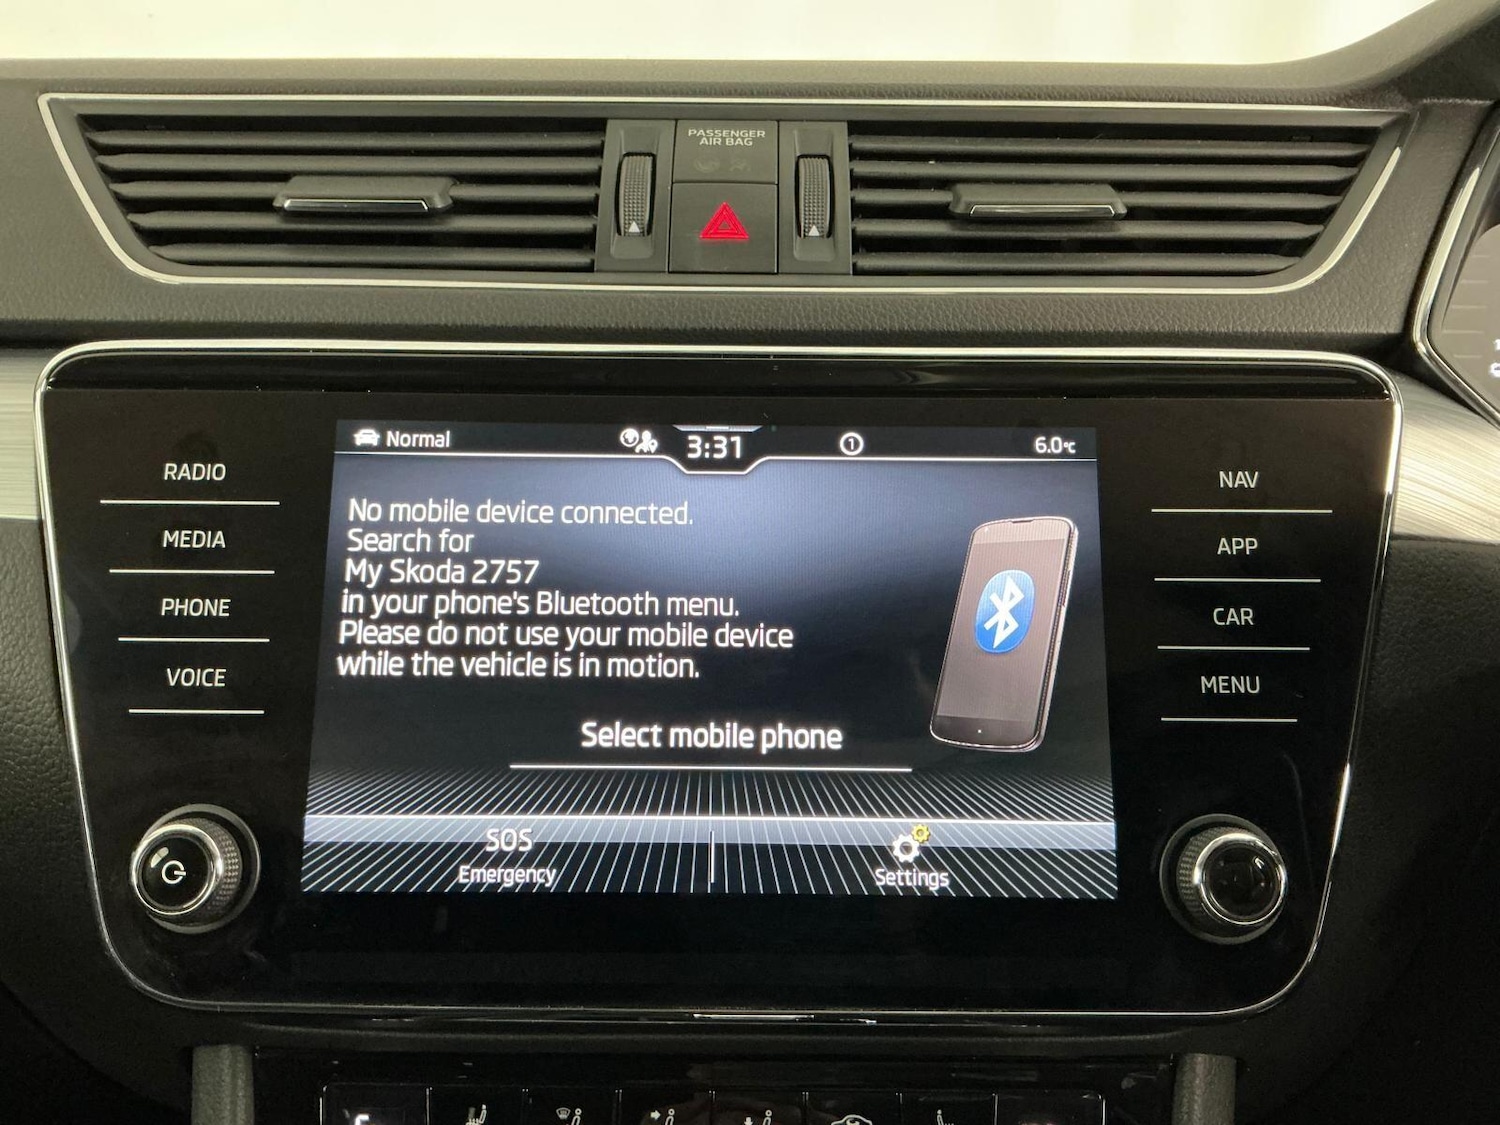 PASSENGER
AIR BAG
Normal
3:31
1
6.0°C
RADIO
MEDIA
PHONE
VOICE
No mobile device connected.
Search for
My Skoda 2757
in your phone's Bluetooth menu.
Please do not use your mobile device
while the vehicle is in motion.
Select mobile phone
SOS
Emergency
Settings
NAV
APP
CAR
MENU